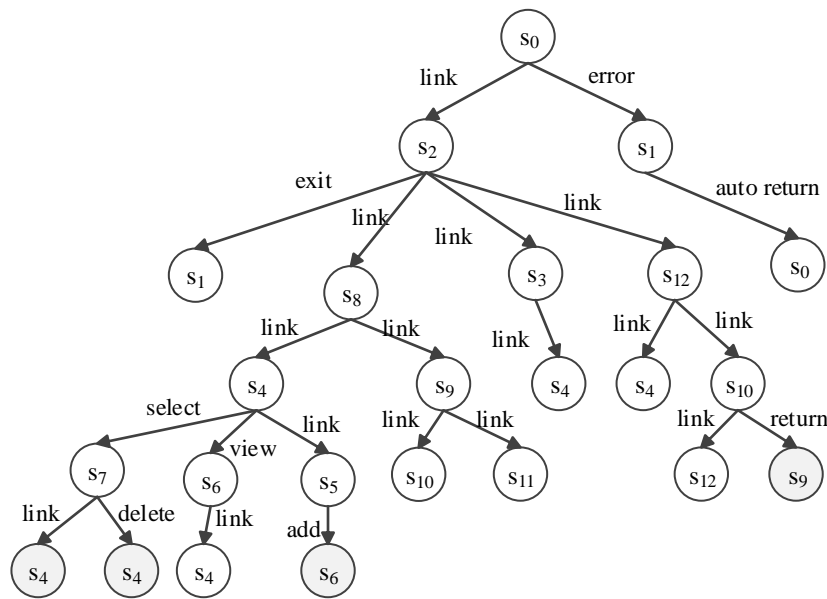 s0
link error
s2 s1
exit link link link auto return
s1 s8 s3 s12 s0
link link link link link
s4 s9 s4 s4 s10
select view link link link link return
s7 s6 s5 s10 s11 s12 s9
link delete link add
s4 s4 s4 s6